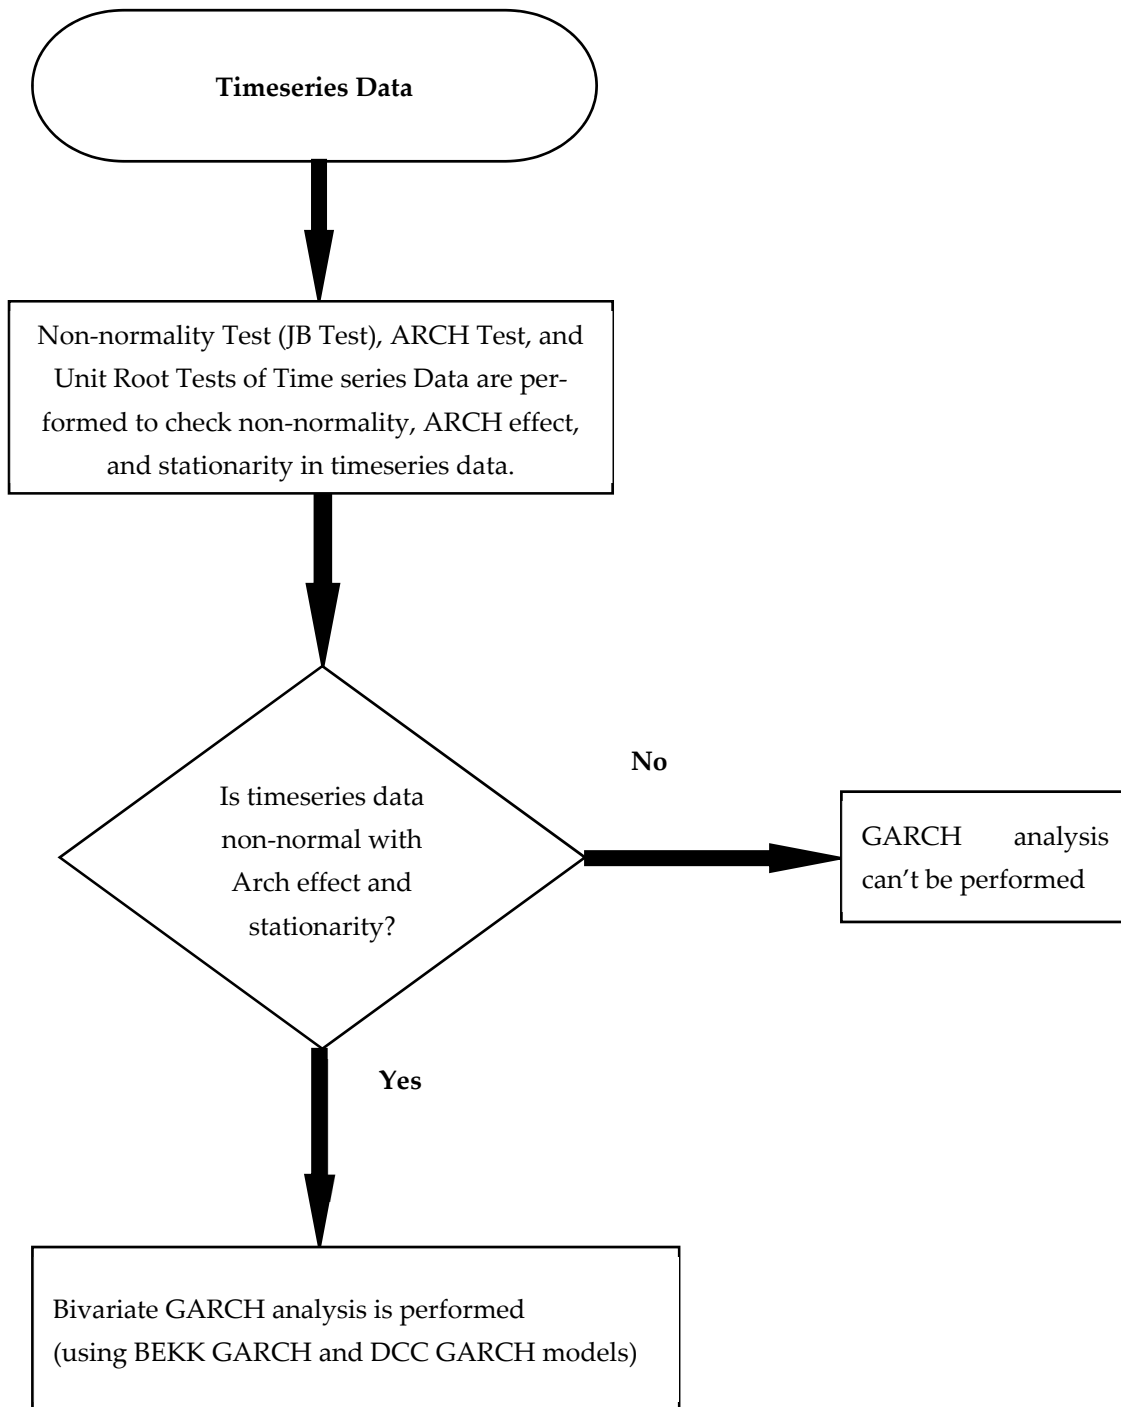 Timeseries Data
Non-normality Test (JB Test), ARCH Test, and
Unit Root Tests of Time series Data are per-
formed to check non-normality, ARCH effect,
and stationarity in timeseries data.
Is timeseries data
non-normal with
Arch effect and
stationarity?
No
GARCH analysis
can’t be performed
Yes
Bivariate GARCH analysis is performed
(using BEKK GARCH and DCC GARCH models)